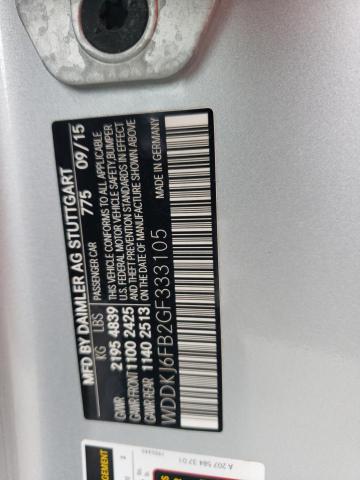 MFD BY DAIMLER AG STUTTGART
775 09/15
PASSENGER CAR
KG LBS
GVWR 2195 4839
GAWR-FRONT 1100 2425
GAWR REAR 1140 2513
THIS VEHICLE CONFORMS TO ALL APPLICABLE
U.S. FEDERAL MOTOR VEHICLE SAFETY, BUMPER
AND THEFT PREVENTION STANDARDS IN EFFECT
ON THE DATE OF MANUFACTURE SHOWN ABOVE
MADE IN GERMANY
WDDKJ6FB2GF333105
A 207 584 37 01